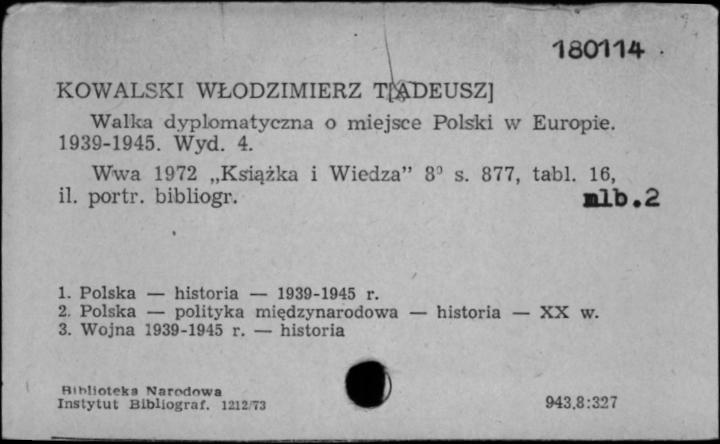 180114
KOWALSKI WŁODZIMIERZ T[ADEUSZ]
Walka dyplomatyczna o miejsce Polski w Europie.
1939-1945. Wyd. 4.
Wwa 1972 „Książka i Wiedza” 8° s. 877, tabl. 16,
il. portr. bibliogr. nlb.2
1. Polska — historia — 1939-1945 r.
2. Polska — polityka międzynarodowa — historia — XX w.
3. Wojna 1939-1945 r. — historia
Biblioteka Narodowa
Instytut Bibliograf. 1212/73 943.8:327